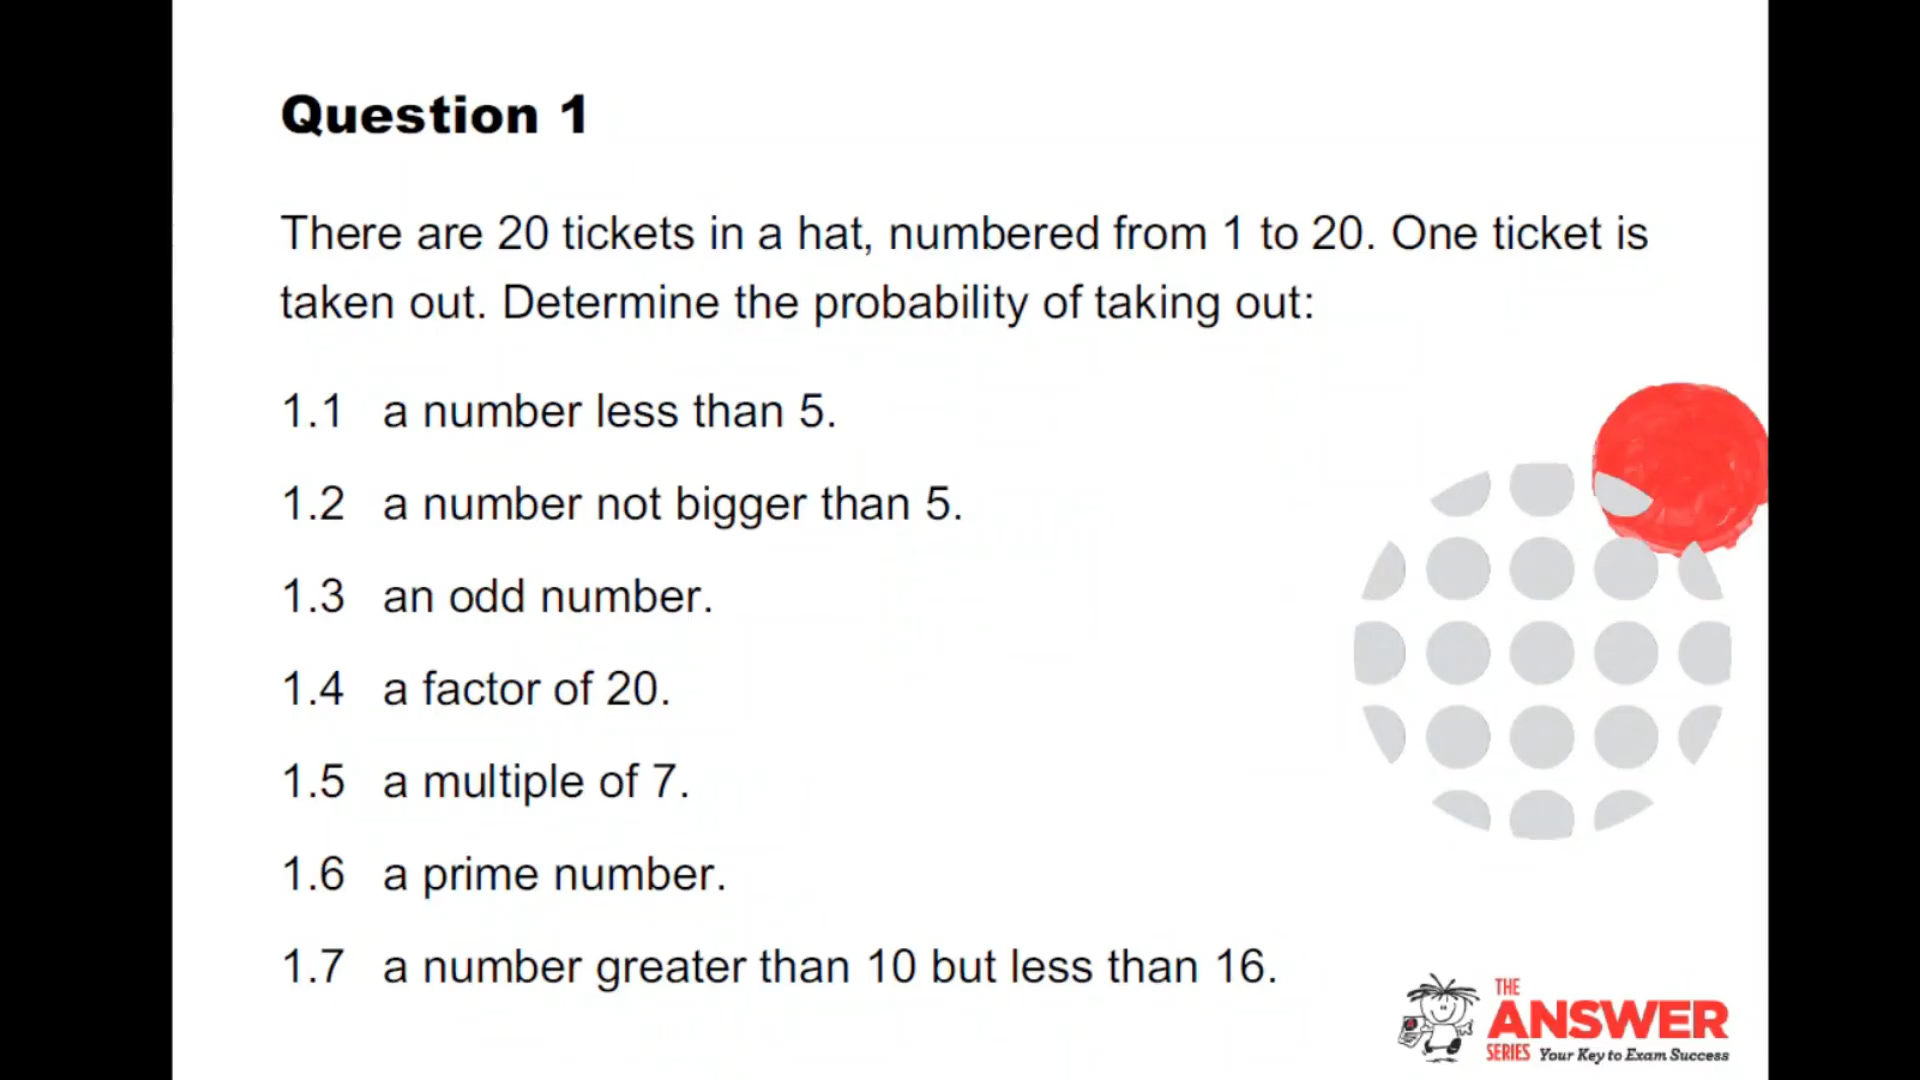 Question 1
There are 20 tickets in a hat, numbered from 1 to 20. One ticket is
taken out. Determine the probability of taking out:
1.1 a number less than 5.
1.2 a number not bigger than 5.
1.3 an odd number.
1.4 a factor of 20.
1.5 a multiple of 7.
1.6 a prime number.
1.7 a number greater than 10 but less than 16.
THE
ANSWER
SERIES Your Key to Exam Success